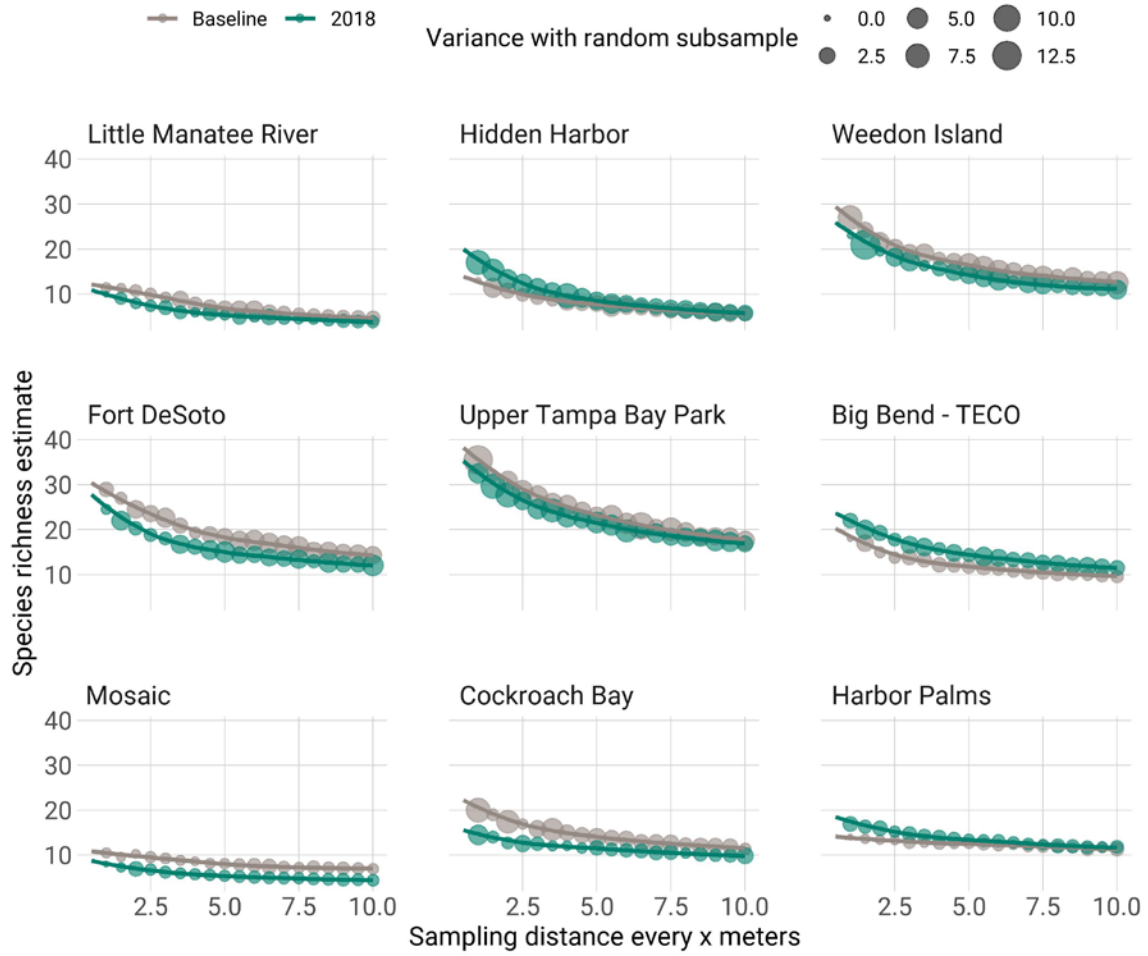 Baseline 2018
Variance with random subsample
0.0 5.0 10.0
2.5 7.5 12.5
Little Manatee River Hidden Harbor Weedon Island
40
30
20
10
Fort DeSoto Upper Tampa Bay Park Big Bend - TECO
40
30
20
10
Mosaic Cockroach Bay Harbor Palms
40
30
20
10
2.5 5.0 7.5 10.0 2.5 5.0 7.5 10.0 2.5 5.0 7.5 10.0
Sampling distance every x meters
Species richness estimate